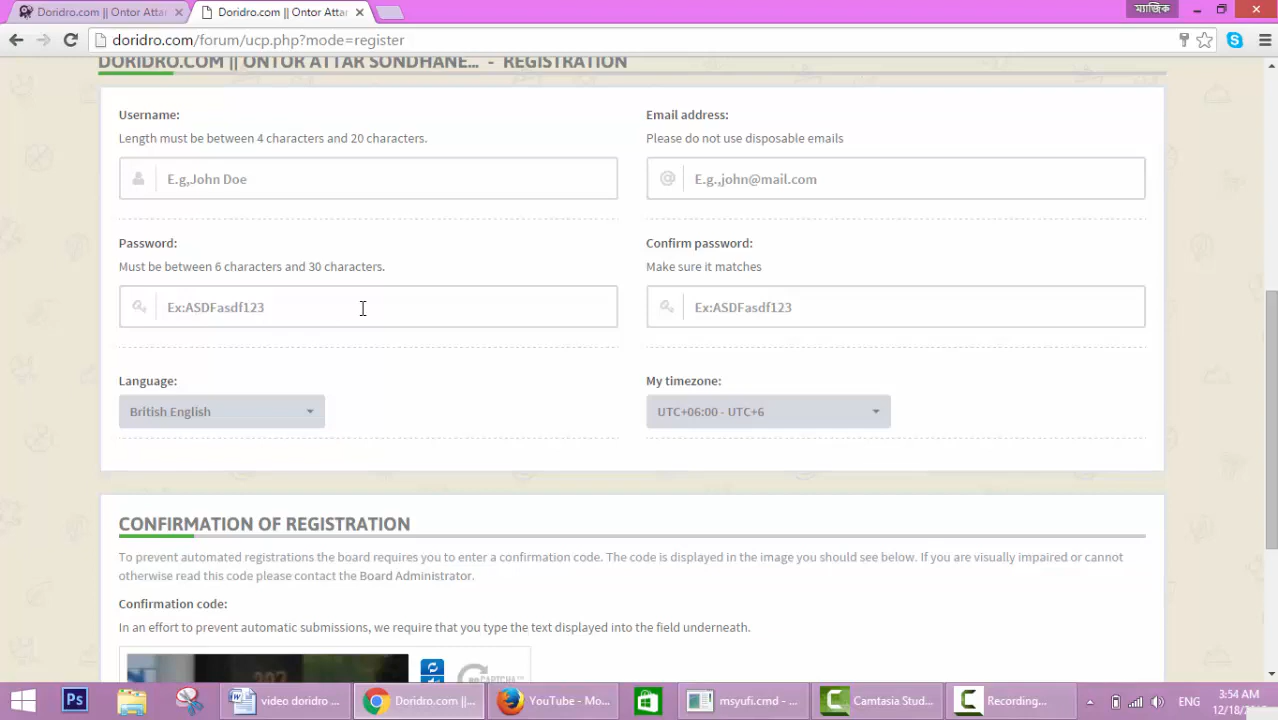 Doridro.com || Ontor Attar
Doridro.com || Ontor Attar
ম্যাজিক
doridro.com/forum/ucp.php?mode=register
DORIDRO.COM || ONTOR ATTAR SONDHANE... - REGISTRATION
Username:
Length must be between 4 characters and 20 characters.
E.g,John Doe
Email address:
Please do not use disposable emails
E.g.,john@mail.com
Password:
Must be between 6 characters and 30 characters.
Ex:ASDFasdf123
Confirm password:
Make sure it matches
Ex:ASDFasdf123
Language:
British English
My timezone:
UTC+06:00 - UTC+6
CONFIRMATION OF REGISTRATION
To prevent automated registrations the board requires you to enter a confirmation code. The code is displayed in the image you should see below. If you are visually impaired or cannot
otherwise read this code please contact the Board Administrator.
Confirmation code:
In an effort to prevent automatic submissions, we require that you type the text displayed into the field underneath.
Ps
video doridro ...
Doridro.com ||...
YouTube - Mo...
msyufi.cmd - ...
Camtasia Stud...
Recording...
ENG
3:54 AM